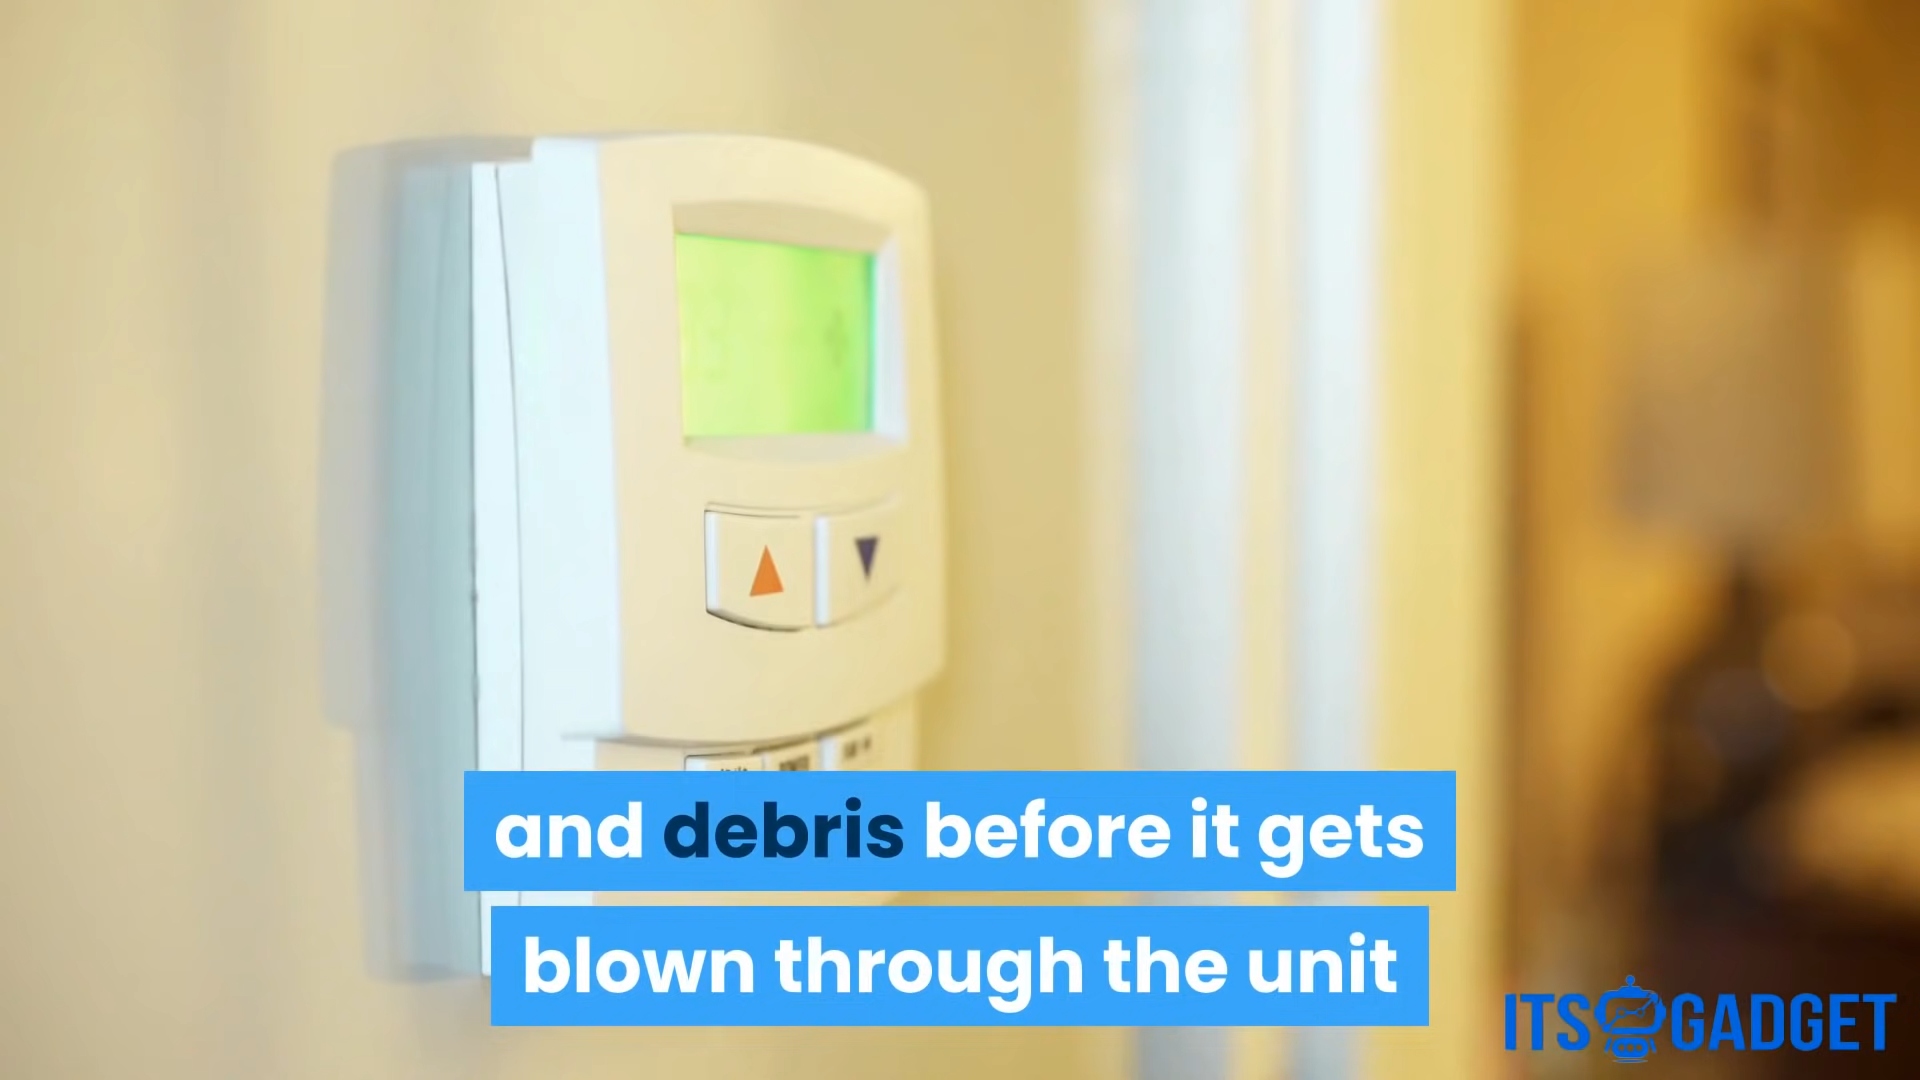 and debris before it gets
blown through the unit
ITS GADGET